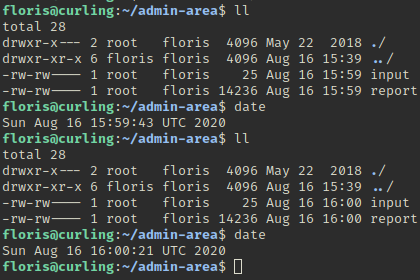 floris@curling:~/admin-area$ ll
total 28
drwxr-x--- 2 root   floris  4096 May 22  2018 ./
drwxr-xr-x 6 floris floris  4096 Aug 16 15:39 ../
-rw-rw---- 1 root   floris    25 Aug 16 15:59 input
-rw-rw---- 1 root   floris 14236 Aug 16 15:59 report
floris@curling:~/admin-area$ date
Sun Aug 16 15:59:43 UTC 2020
floris@curling:~/admin-area$ ll
total 28
drwxr-x--- 2 root   floris  4096 May 22  2018 ./
drwxr-xr-x 6 floris floris  4096 Aug 16 15:39 ../
-rw-rw---- 1 root   floris    25 Aug 16 16:00 input
-rw-rw---- 1 root   floris 14236 Aug 16 16:00 report
floris@curling:~/admin-area$ date
Sun Aug 16 16:00:21 UTC 2020
floris@curling:~/admin-area$